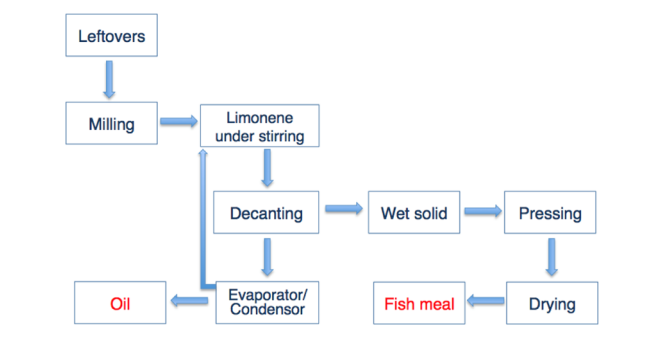 Leftovers
Milling
Limonene
under stirring
Decanting
Wet solid
Pressing
Oil
Evaporator/
Condensor
Fish meal
Drying